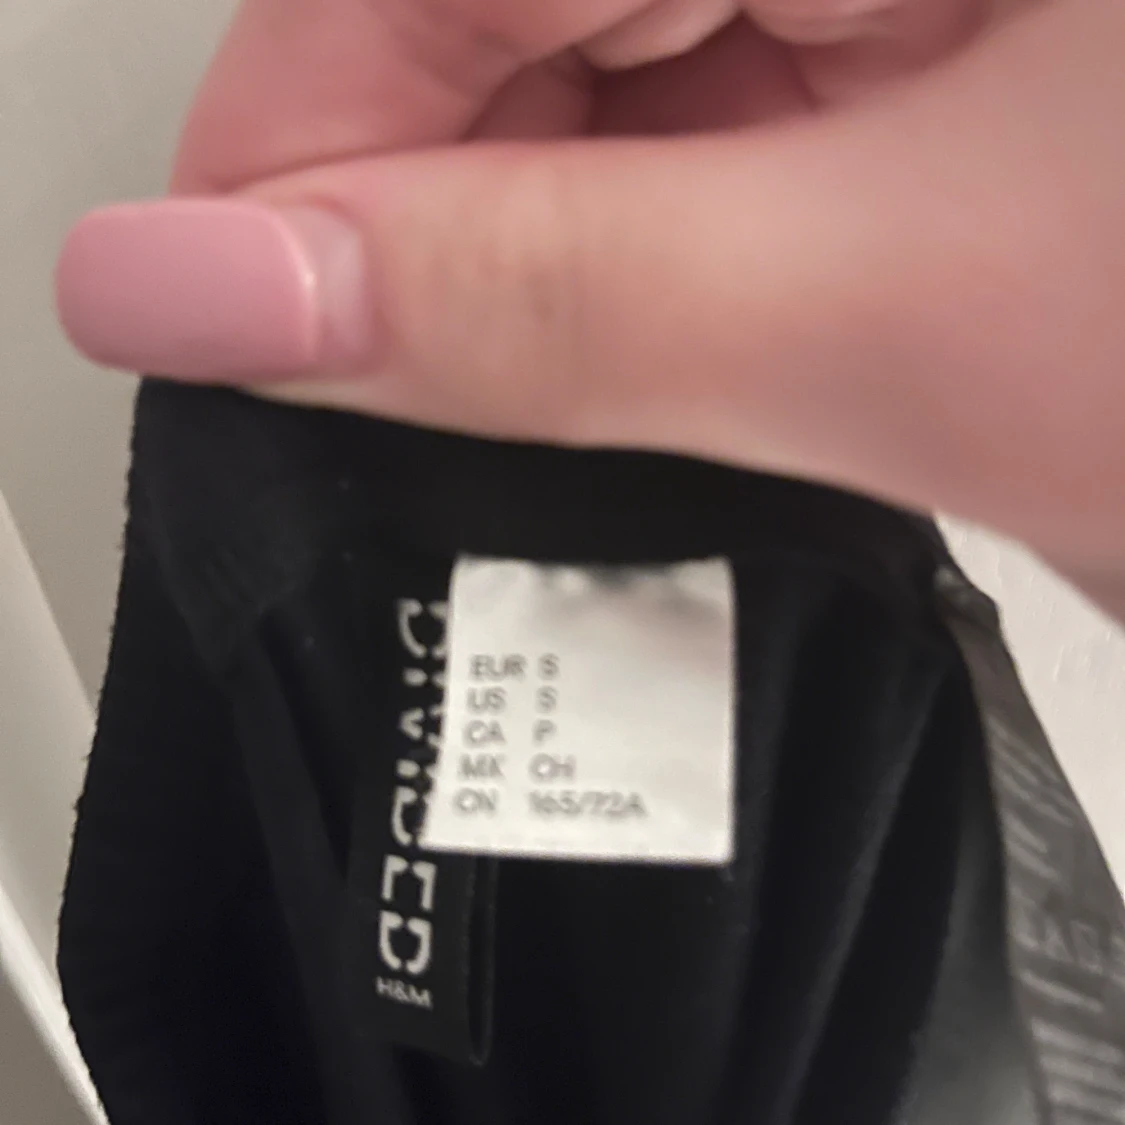 EUR S
US S
CA P
MX CH
CN 165/72A
DIVIDED
H&M